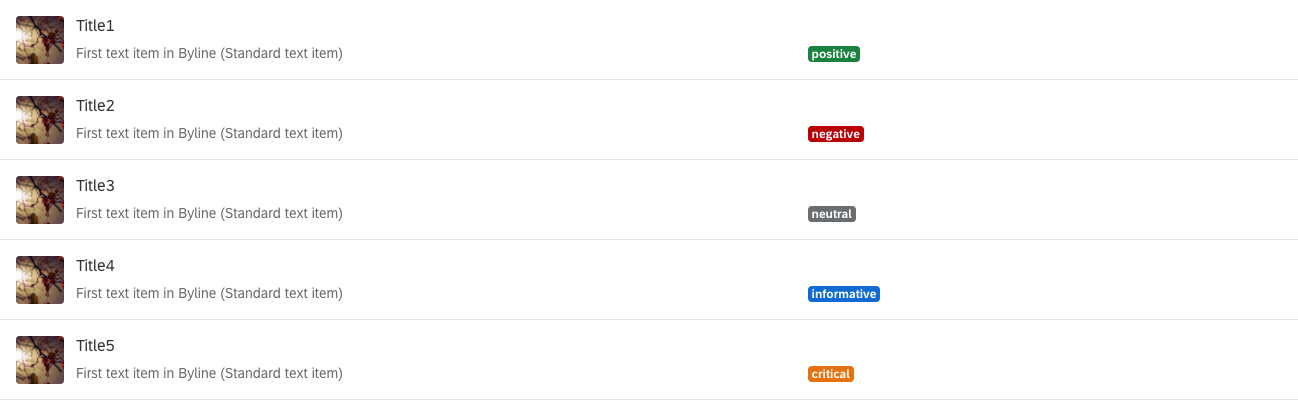 Title1
First text item in Byline (Standard text item) positive
Title2
First text item in Byline (Standard text item) negative
Title3
First text item in Byline (Standard text item) neutral
Title4
First text item in Byline (Standard text item) informative
Title5
First text item in Byline (Standard text item) critical